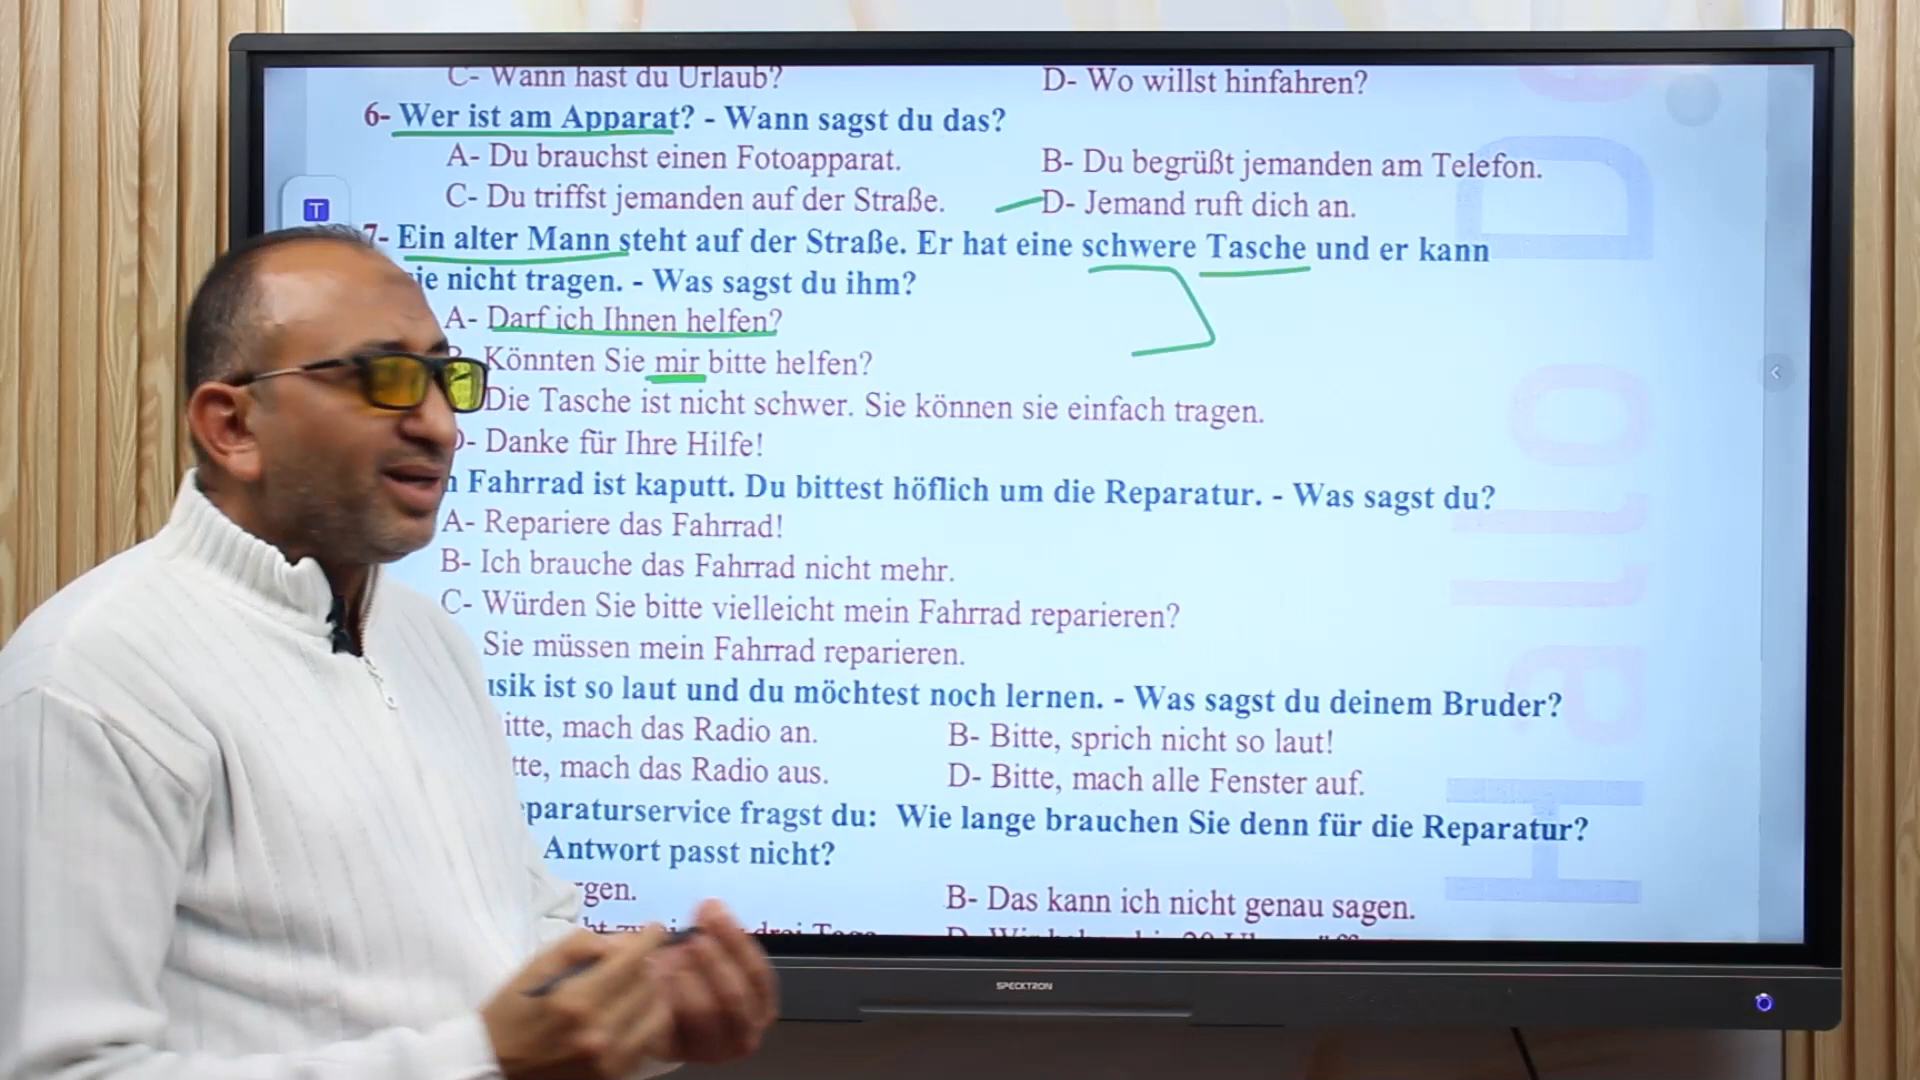 C- Wann hast du Urlaub? D- Wo willst hinfahren?
6- Wer ist am Apparat? - Wann sagst du das?
A- Du brauchst einen Fotoapparat. B- Du begrüßt jemanden am Telefon.
C- Du triffst jemanden auf der Straße. D- Jemand ruft dich an.
7- Ein alter Mann steht auf der Straße. Er hat eine schwere Tasche und er kann
nicht tragen. - Was sagst du ihm?
A- Darf ich Ihnen helfen?
Könnten Sie mir bitte helfen?
Die Tasche ist nicht schwer. Sie können sie einfach tragen.
D- Danke für Ihre Hilfe!
Fahrrad ist kaputt. Du bittest höflich um die Reparatur. - Was sagst du?
A- Repariere das Fahrrad!
B- Ich brauche das Fahrrad nicht mehr.
C- Würden Sie bitte vielleicht mein Fahrrad reparieren?
Sie müssen mein Fahrrad reparieren.
ist so laut und du möchtest noch lernen. - Was sagst du deinem Bruder?
mach das Radio an. B- Bitte, sprich nicht so laut!
mach das Radio aus. D- Bitte, mach alle Fenster auf.
fragst du: Wie lange brauchen Sie denn für die Reparatur?
Antwort passt nicht?
B- Das kann ich nicht genau sagen.
Hallo
T
SPECKTRON